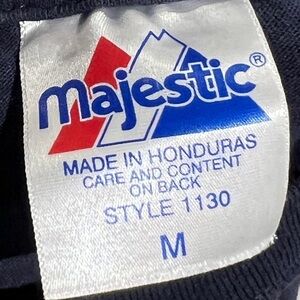 majestic®
MADE IN HONDURAS
CARE AND CONTENT
ON BACK
STYLE 1130
M